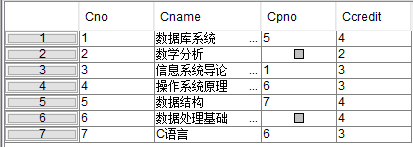 Cno Cname Cpno Ccredit
1 1 数据库系统 ... 5 4
2 2 数学分析 2
3 3 信息系统导论 ... 1 3
4 4 操作系统原理 ... 6 3
5 5 数据结构 7 4
6 6 数据处理基础 ... 4
7 7 C语言 6 3